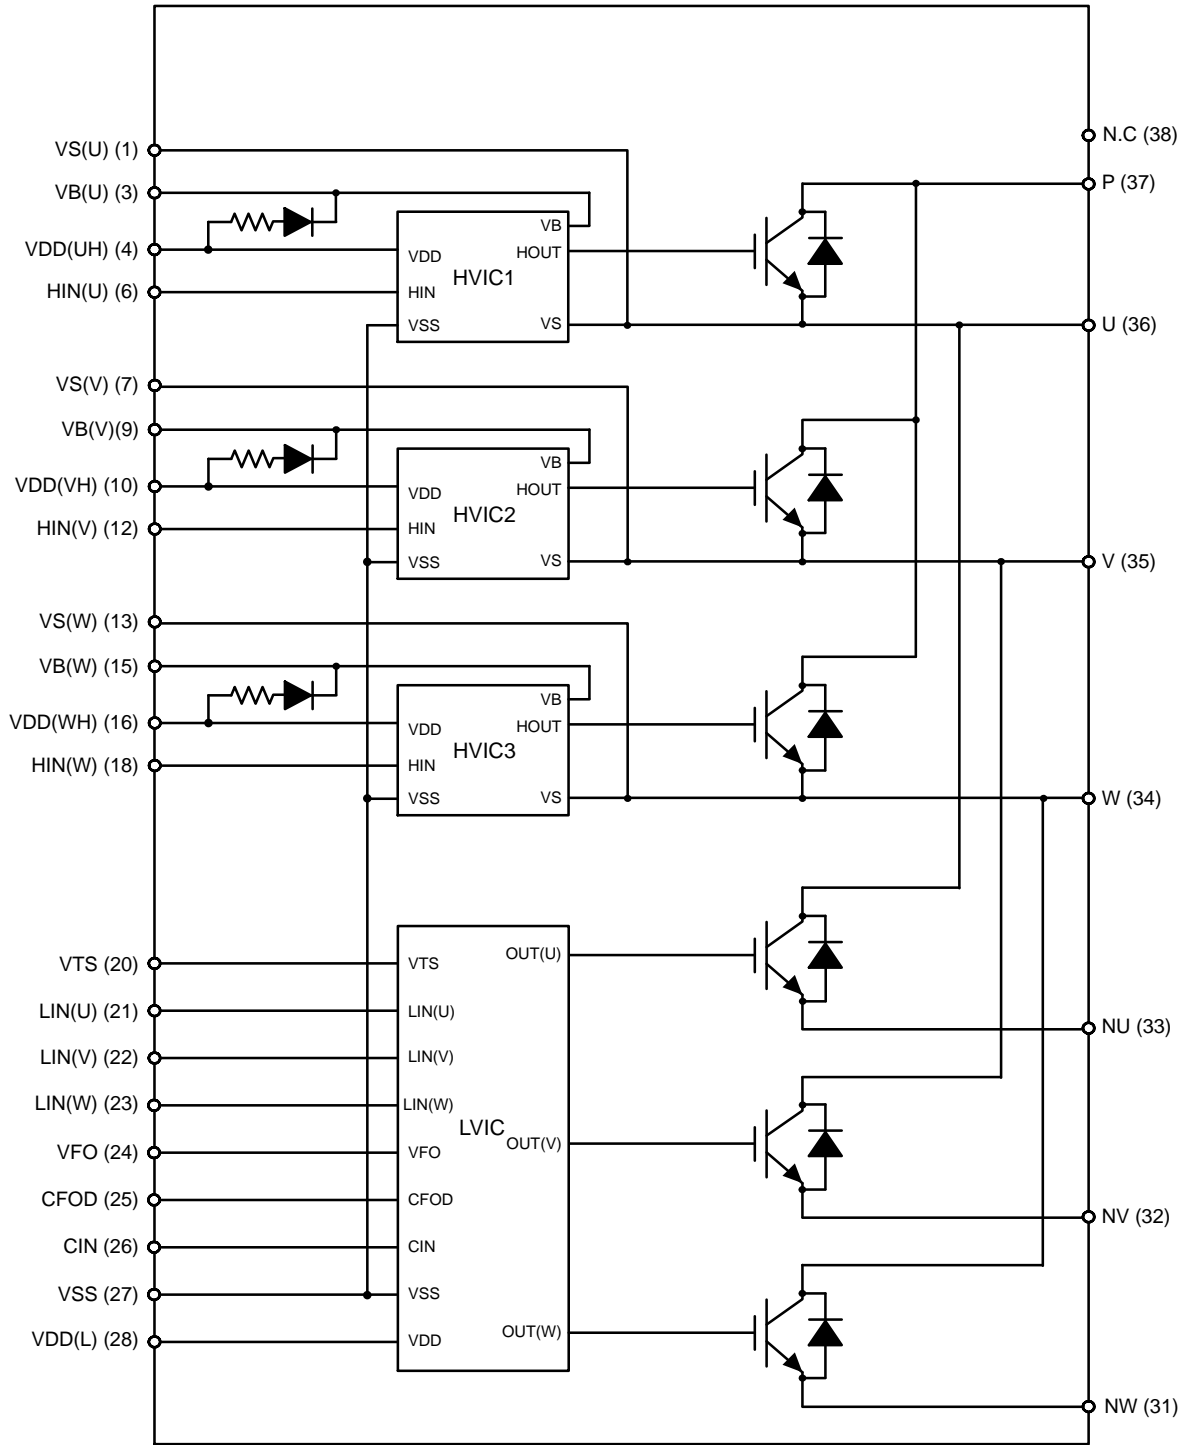 VS(U) (1)
VB(U) (3)
VDD(UH) (4)
HIN(U) (6)
VS(V) (7)
VB(V)(9)
VDD(VH) (10)
HIN(V) (12)
VS(W) (13)
VB(W) (15)
VDD(WH) (16)
HIN(W) (18)
VTS (20)
LIN(U) (21)
LIN(V) (22)
LIN(W) (23)
VFO (24)
CFOD (25)
CIN (26)
VSS (27)
VDD(L) (28)
VB
HOUT
VDD
HVIC1
HIN
VSS
VS
VB
HOUT
VDD
HVIC2
HIN
VSS
VS
VB
HOUT
VDD
HVIC3
HIN
VSS
VS
VTS
LIN(U)
LIN(V)
LIN(W)
VFO
CFOD
CIN
VSS
VDD
LVIC
OUT(U)
OUT(V)
OUT(W)
N.C (38)
P (37)
U (36)
V (35)
W (34)
NU (33)
NV (32)
NW (31)